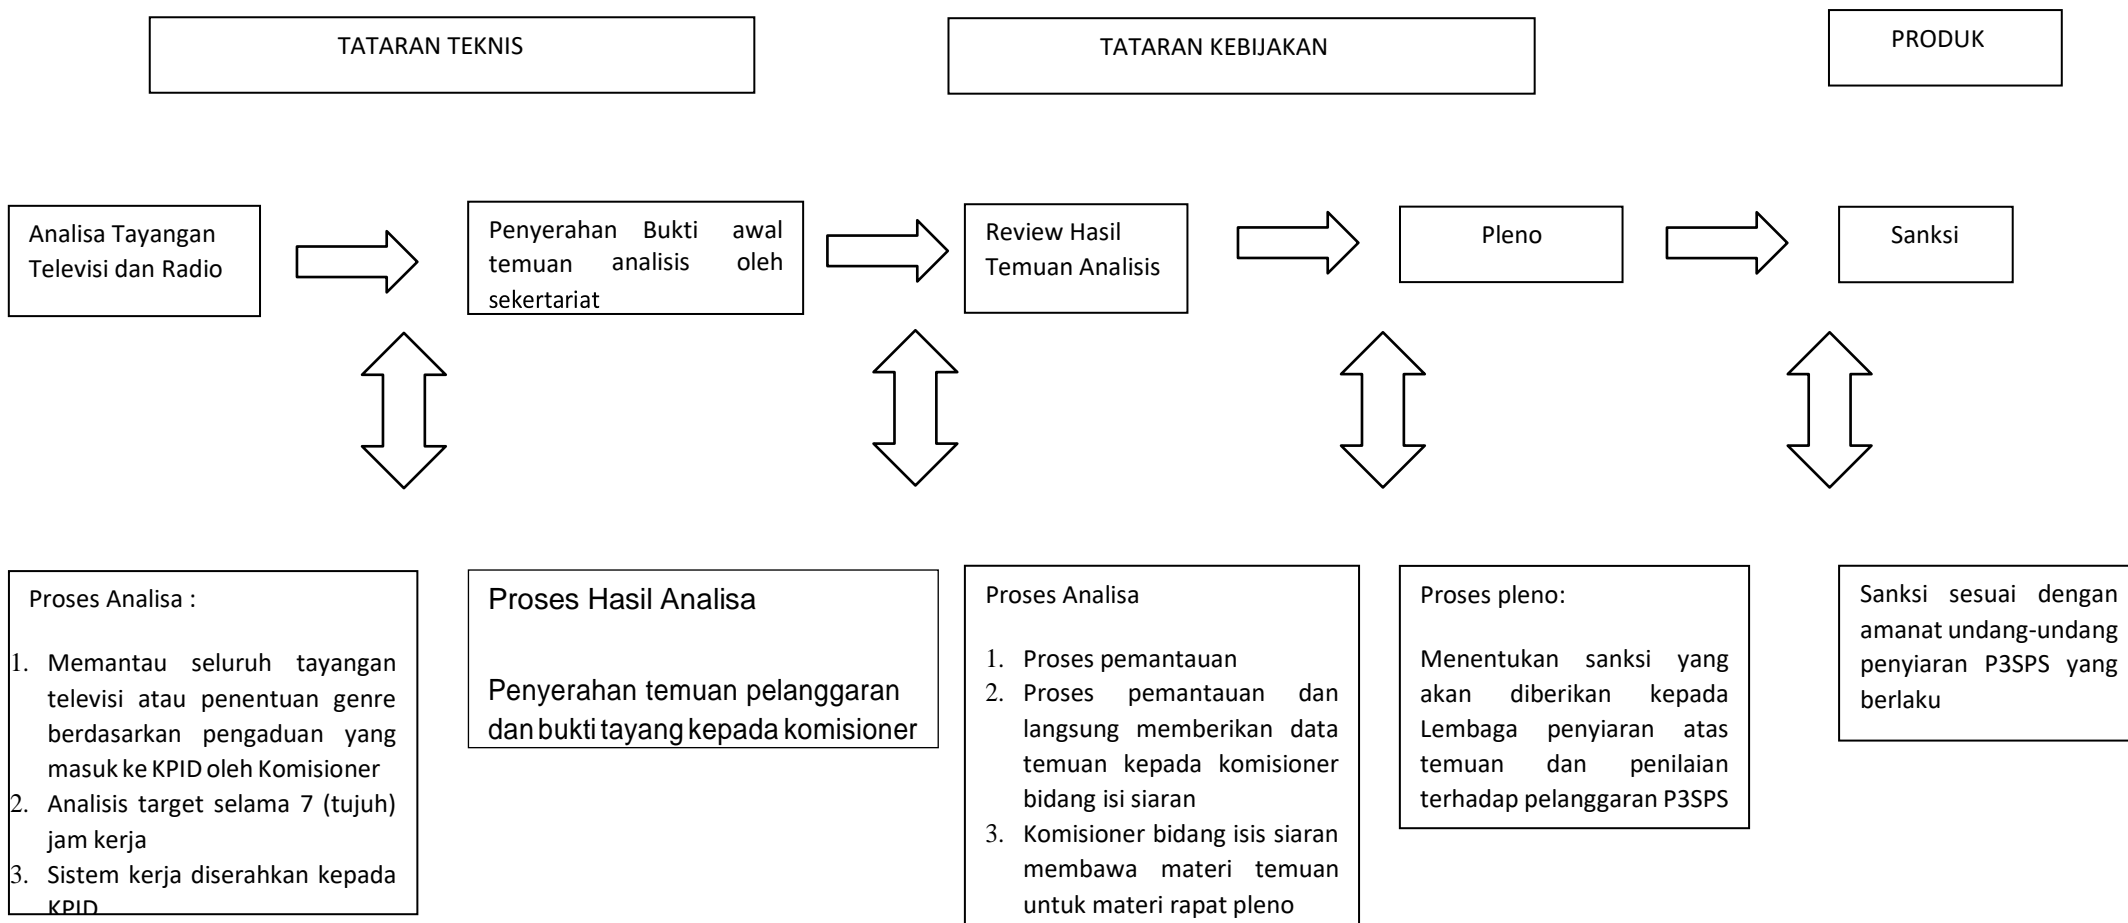 TATARAN TEKNIS
TATARAN KEBIJAKAN
PRODUK
Analisa Tayangan
Televisi dan Radio
Penyerahan Bukti awal
temuan analisis oleh
sekertariat
Review Hasil
Temuan Analisis
Pleno
Sanksi
Proses Analisa :
1. Memantau seluruh tayangan
televisi atau penentuan genre
berdasarkan pengaduan yang
masuk ke KPID oleh Komisioner
2. Analisis target selama 7 (tujuh)
jam kerja
3. Sistem kerja diserahkan kepada
KPID
Proses Hasil Analisa
Penyerahan temuan pelanggaran
dan bukti tayang kepada komisioner
Proses Analisa
1. Proses pemantauan
2. Proses pemantauan dan
langsung memberikan data
temuan kepada komisioner
bidang isi siaran
3. Komisioner bidang isis siaran
membawa materi temuan
untuk materi rapat pleno
Proses pleno:
Menentukan sanksi yang
akan diberikan kepada
Lembaga penyiaran atas
temuan dan penilaian
terhadap pelanggaran P3SPS
Sanksi sesuai dengan
amanat undang-undang
penyiaran P3SPS yang
berlaku